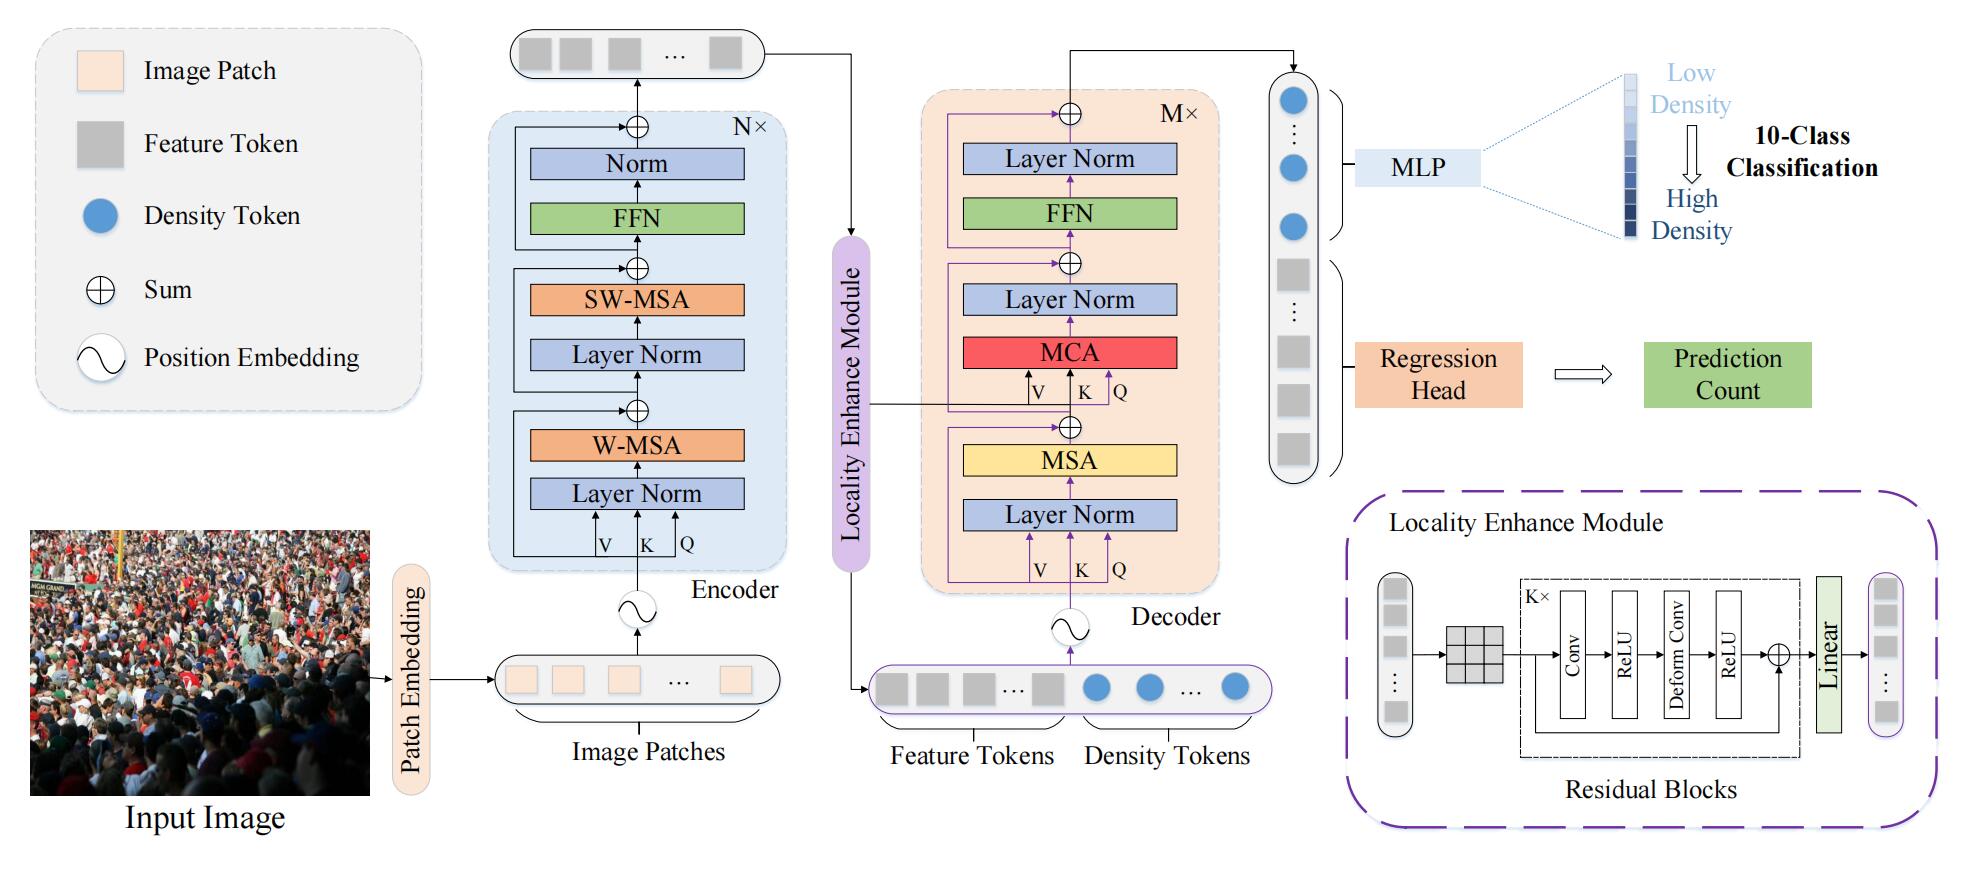 Image Patch
Feature Token
Density Token
Sum
Position Embedding
...
N×
Norm
FFN
SW-MSA
Layer Norm
W-MSA
Layer Norm
V
K
Q
Encoder
...
Image Patches
Patch Embedding
Input Image
MGM GRAND
Locality Enhance Module
M×
Layer Norm
FFN
Layer Norm
MCA
V
K
Q
MSA
Layer Norm
V
K
Q
Decoder
...
...
Feature Tokens
Density Tokens
...
...
MLP
Low
Density
High
Density
10-Class
Classification
Regression
Head
Prediction
Count
Locality Enhance Module
...
K×
Conv
ReLU
Deform Conv
ReLU
Linear
...
Residual Blocks